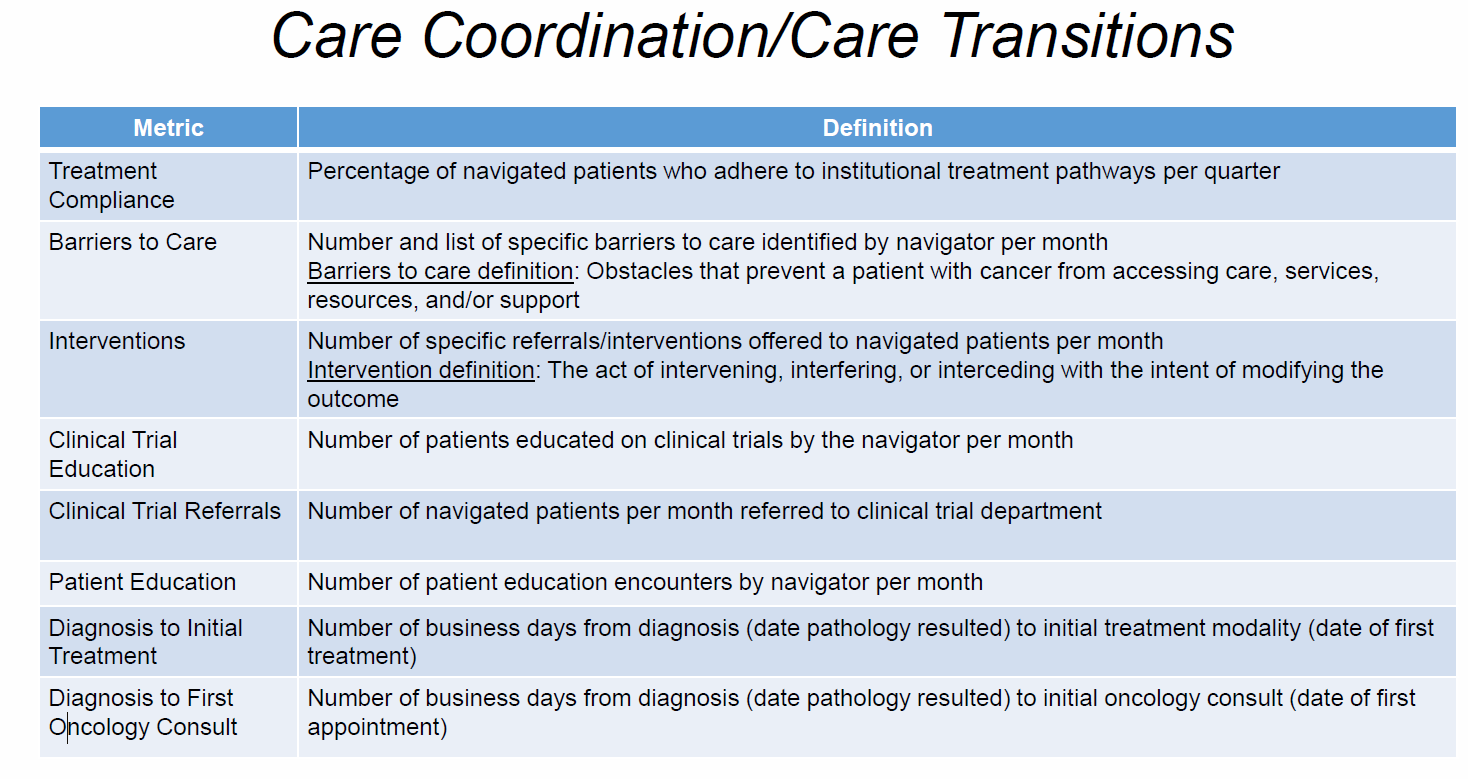 Care Coordination/Care Transitions
Metric
Definition
Treatment
Compliance
Percentage of navigated patients who adhere to institutional treatment pathways per quarter
Barriers to Care
Number and list of specific barriers to care identified by navigator per month
Barriers to care definition: Obstacles that prevent a patient with cancer from accessing care, services,
resources, and/or support
Interventions
Number of specific referrals/interventions offered to navigated patients per month
Intervention definition: The act of intervening, interfering, or interceding with the intent of modifying the
outcome
Clinical Trial
Education
Number of patients educated on clinical trials by the navigator per month
Clinical Trial Referrals
Number of navigated patients per month referred to clinical trial department
Patient Education
Number of patient education encounters by navigator per month
Diagnosis to Initial
Treatment
Number of business days from diagnosis (date pathology resulted) to initial treatment modality (date of first
treatment)
Diagnosis to First
Oncology Consult
Number of business days from diagnosis (date pathology resulted) to initial oncology consult (date of first
appointment)